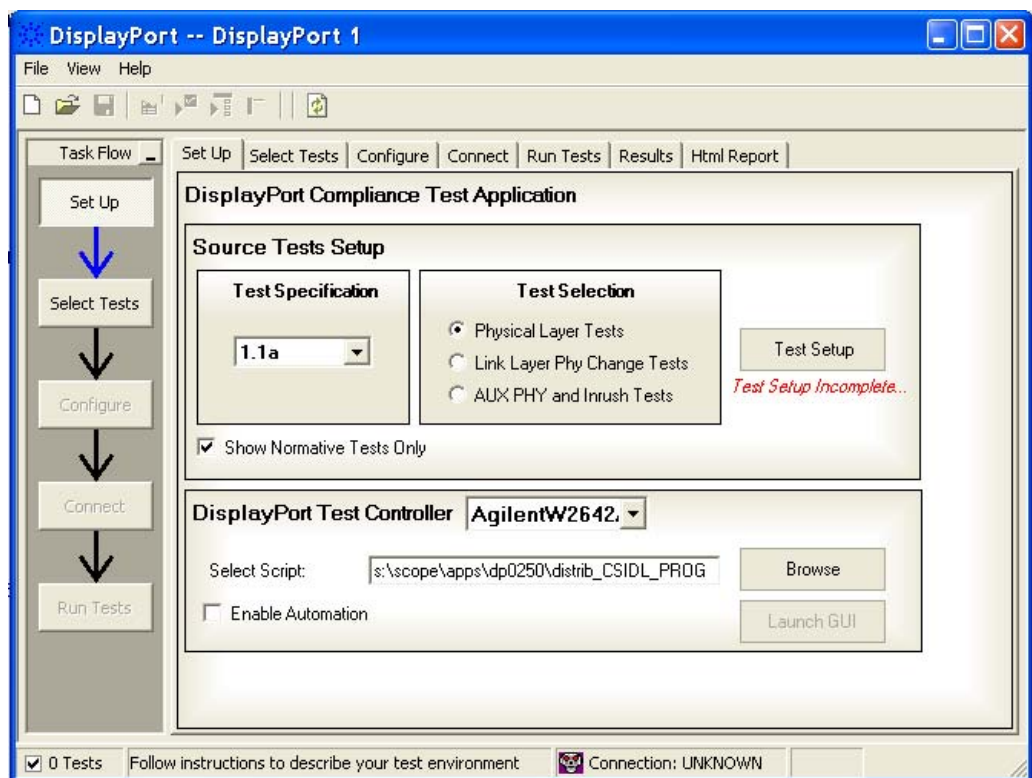 DisplayPort -- DisplayPort 1
File View Help
Task Flow
Set Up
Select Tests
Configure
Connect
Run Tests
Set Up Select Tests Configure Connect Run Tests Results Html Report
DisplayPort Compliance Test Application
Source Tests Setup
Test Specification
1.1a
Test Selection
Physical Layer Tests
Link Layer Phy Change Tests
AUX PHY and Inrush Tests
Test Setup
Test Setup Incomplete...
Show Normative Tests Only
DisplayPort Test Controller AgilentW2642
Select Script: s:\scope\apps\dp0250\distrib_CSIDL_PROG Browse
Enable Automation Launch GUI
0 Tests Follow instructions to describe your test environment Connection: UNKNOWN